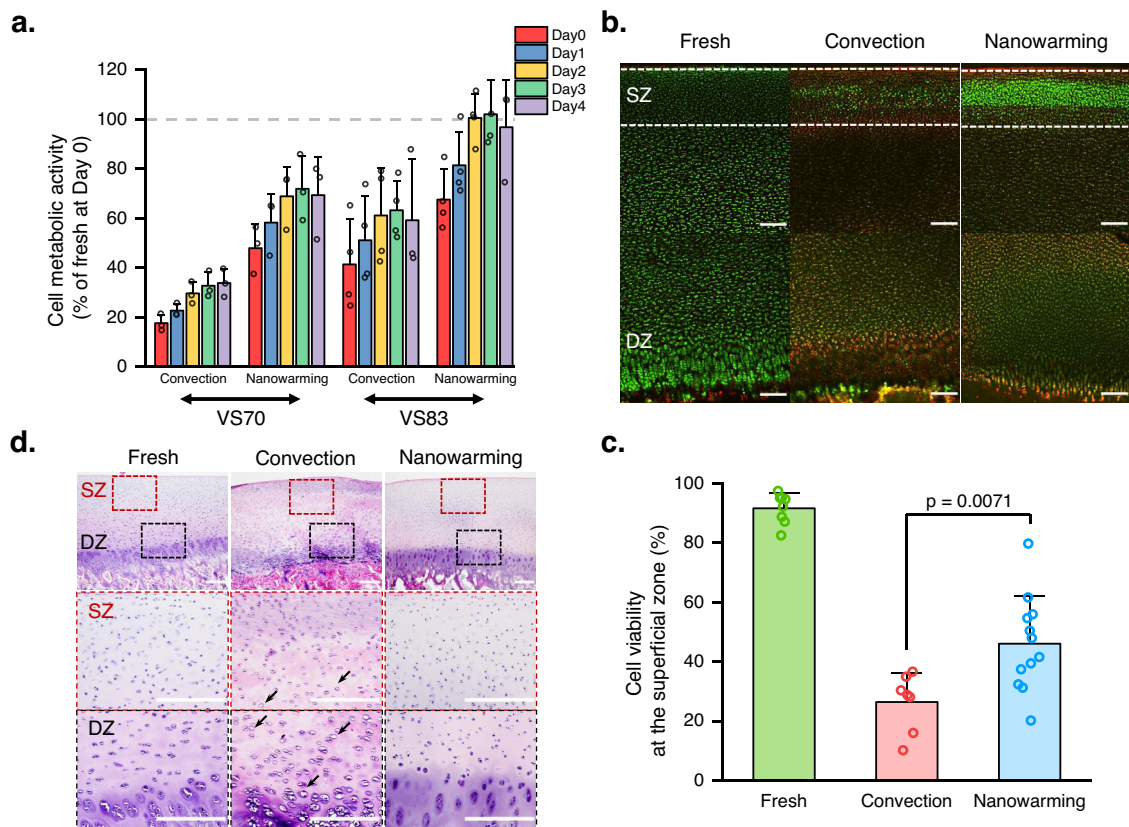 a.
Day0
Day1
Day2
Day3
Day4
Cell metabolic activity
(% of fresh at Day 0)
120
100
80
60
40
20
0
Convection
Nanowarming
Convection
Nanowarming
VS70
VS83
b.
Fresh
Convection
Nanowarming
SZ
DZ
d.
Fresh
Convection
Nanowarming
SZ
DZ
SZ
DZ
c.
Cell viability
at the superficial zone (%)
100
80
60
40
20
0
p = 0.0071
Fresh
Convection
Nanowarming